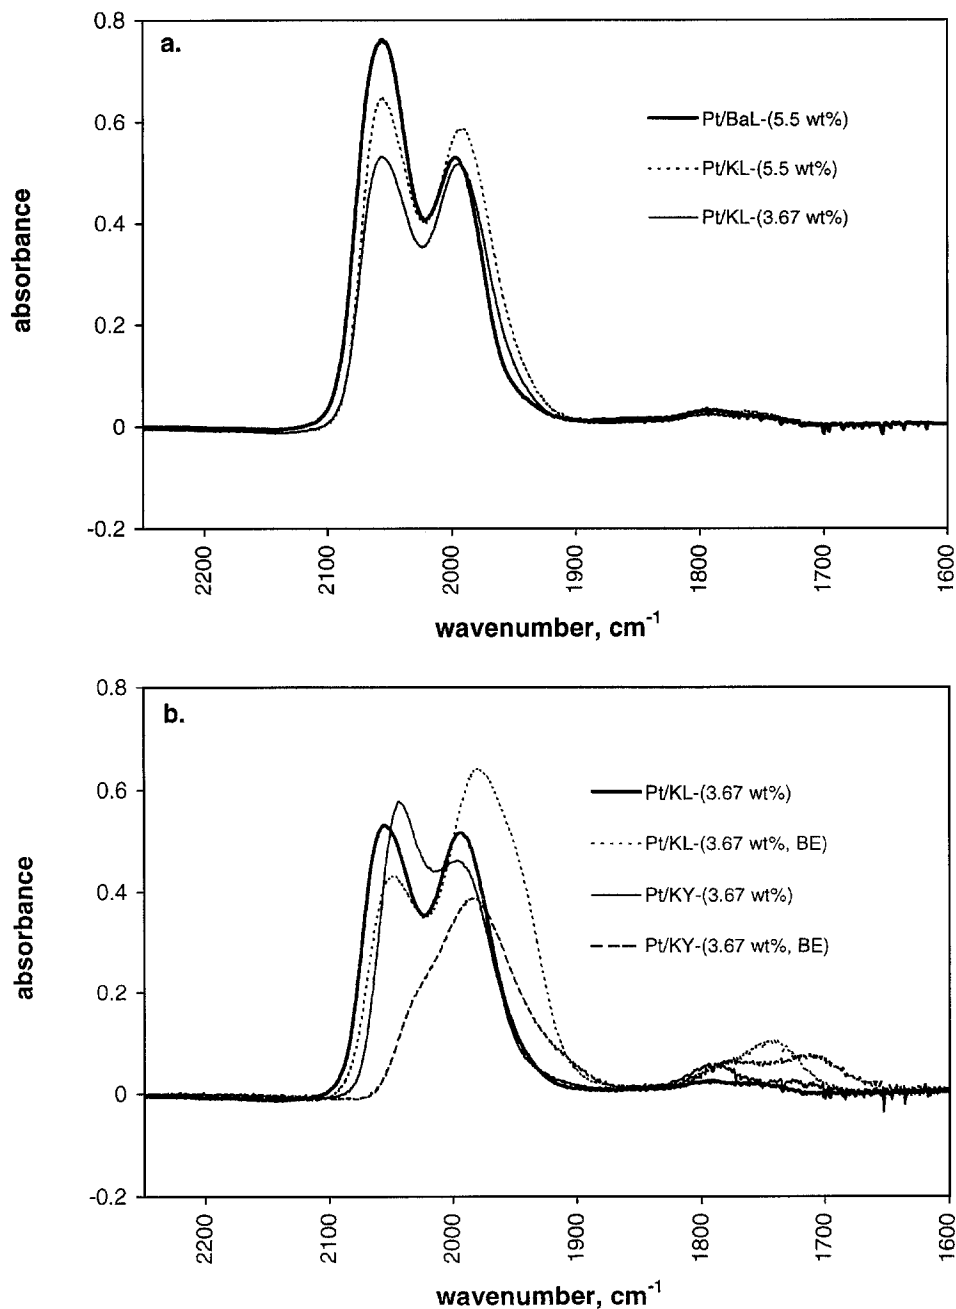 a.
0.8
0.6
0.4
0.2
0
-0.2
absorbance
Pt/BaL-(5.5 wt%)
Pt/KL-(5.5 wt%)
Pt/KL-(3.67 wt%)
2200
2100
2000
1900
1800
1700
1600
wavenumber, cm-1
b.
0.8
0.6
0.4
0.2
0
-0.2
absorbance
Pt/KL-(3.67 wt%)
Pt/KL-(3.67 wt%, BE)
Pt/KY-(3.67 wt%)
Pt/KY-(3.67 wt%, BE)
2200
2100
2000
1900
1800
1700
1600
wavenumber, cm-1